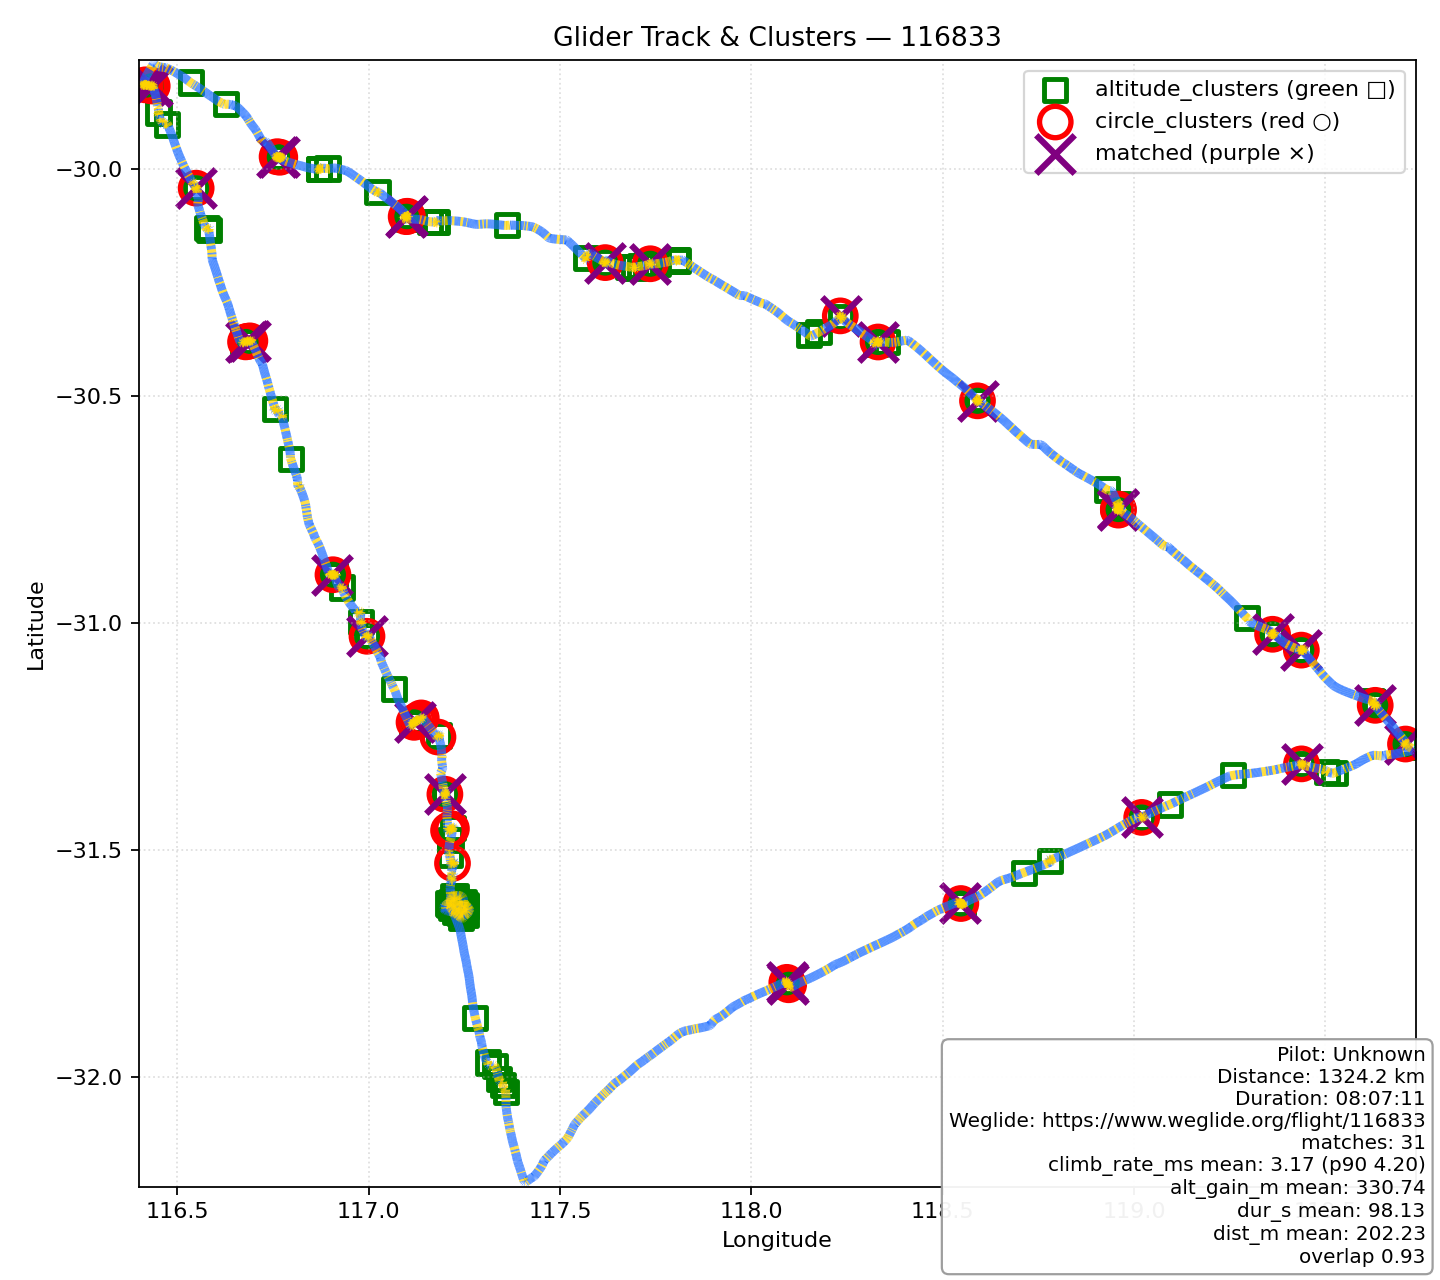 Glider Track & Clusters — 116833
altitude_clusters (green □)
circle_clusters (red ○)
matched (purple ×)
Latitude
−30.0
−30.5
−31.0
−31.5
−32.0
116.5
117.0
117.5
118.0
118.5
119.0
Longitude
Pilot: Unknown
Distance: 1324.2 km
Duration: 08:07:11
Weglide: https://www.weglide.org/flight/116833
matches: 31
climb_rate_ms mean: 3.17 (p90 4.20)
alt_gain_m mean: 330.74
dur_s mean: 98.13
dist_m mean: 202.23
overlap 0.93